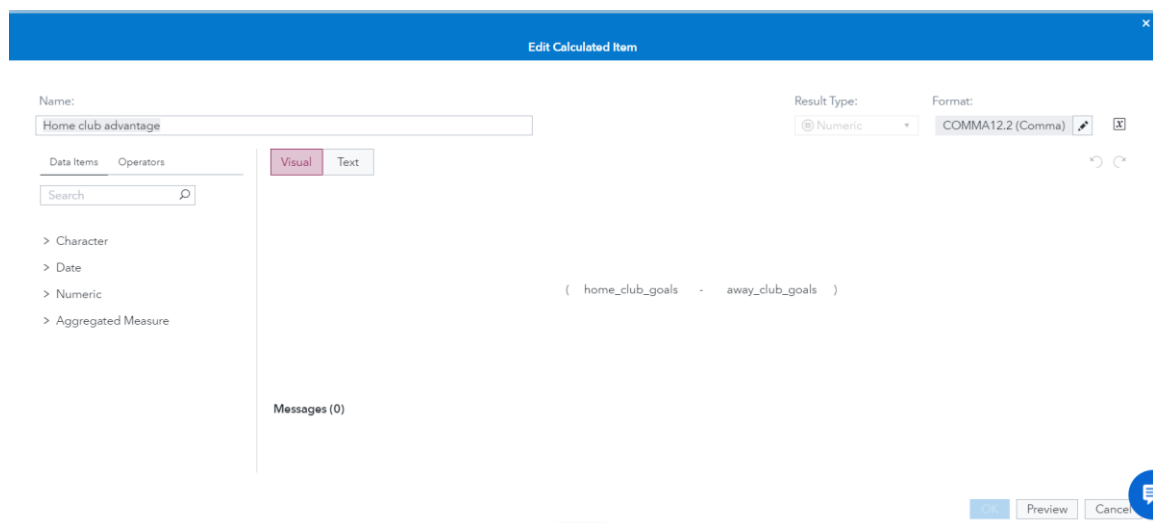 ×
Edit Calculated Item
Name: Result Type: Format:
Home club advantage Numeric COMMA12.2 (Comma)
Data Items Operators Visual Text
Search
> Character
> Date
( home_club_goals - away_club_goals )
> Numeric
> Aggregated Measure
Messages (0)
OK Preview Cancel